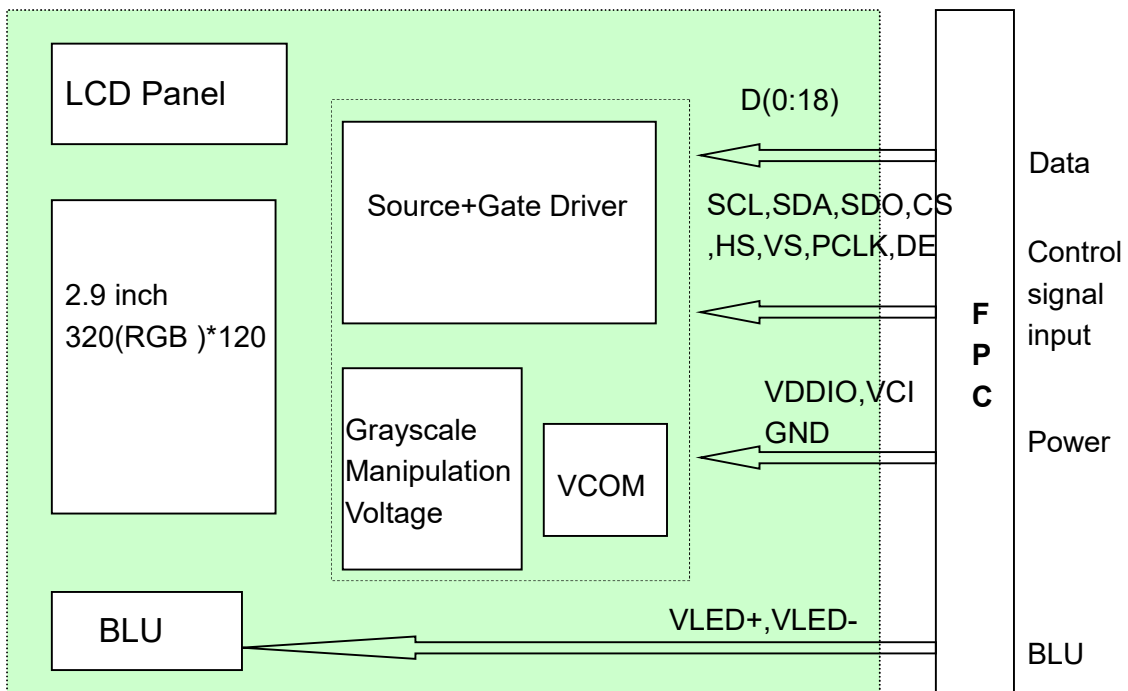 LCD Panel
2.9 inch
320(RGB )*120
BLU
Source+Gate Driver
Grayscale
Manipulation
Voltage
VCOM
D(0:18)
SCL,SDA,SDO,CS
,HS,VS,PCLK,DE
VDDIO,VCI
GND
VLED+,VLED-
F
P
C
Data
Control
signal
input
Power
BLU